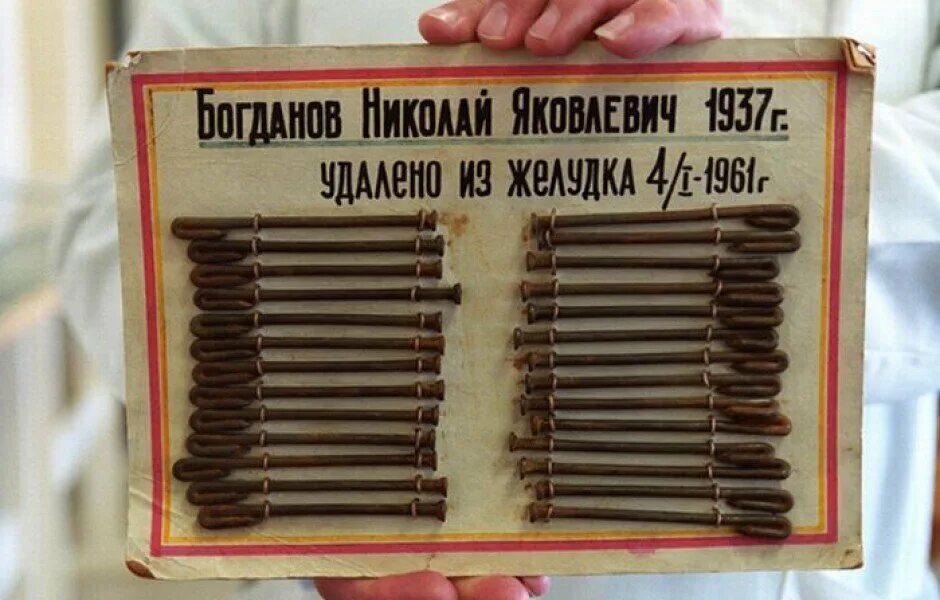 Богданов Николай Яковлевич 1937г.
удалено из желудка 4/I-1961г